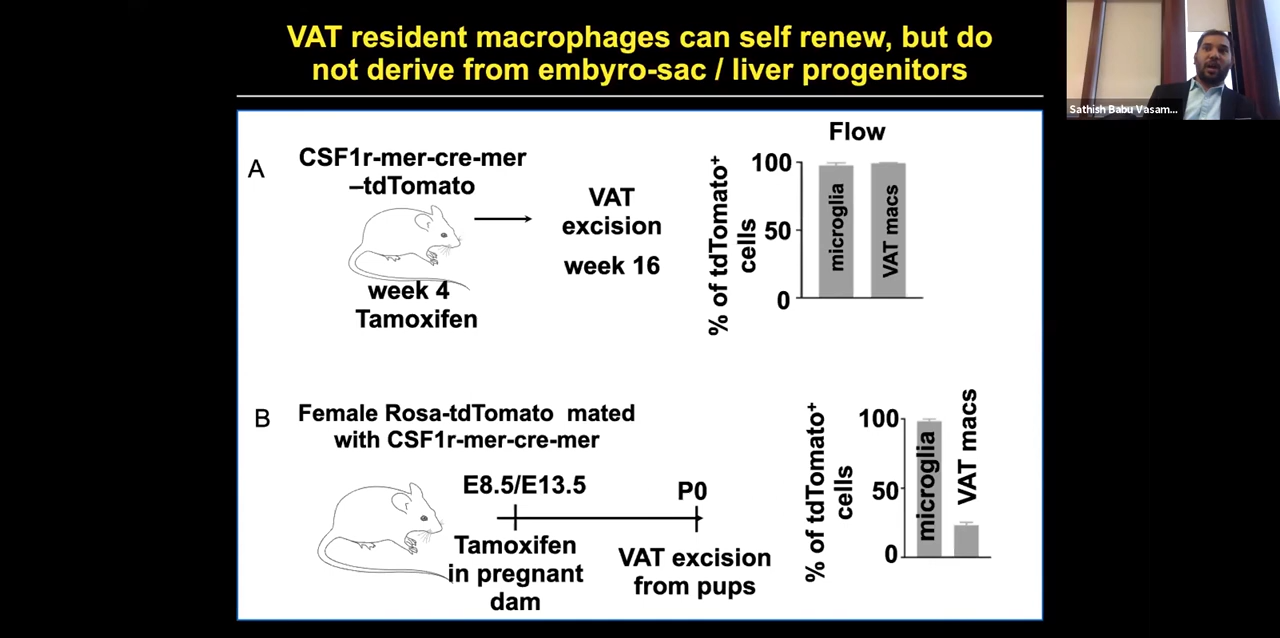 VAT resident macrophages can self renew, but do
not derive from embyro-sac / liver progenitors
Sathish Babu Vasam...
A
CSF1r-mer-cre-mer
–tdTomato
week 4
Tamoxifen
VAT
excision
week 16
Flow
% of tdTomato+
cells
100
50
0
microglia
VAT macs
B
Female Rosa-tdTomato mated
with CSF1r-mer-cre-mer
E8.5/E13.5
P0
Tamoxifen
in pregnant
dam
VAT excision
from pups
% of tdTomato+
cells
100
50
0
microglia
VAT macs